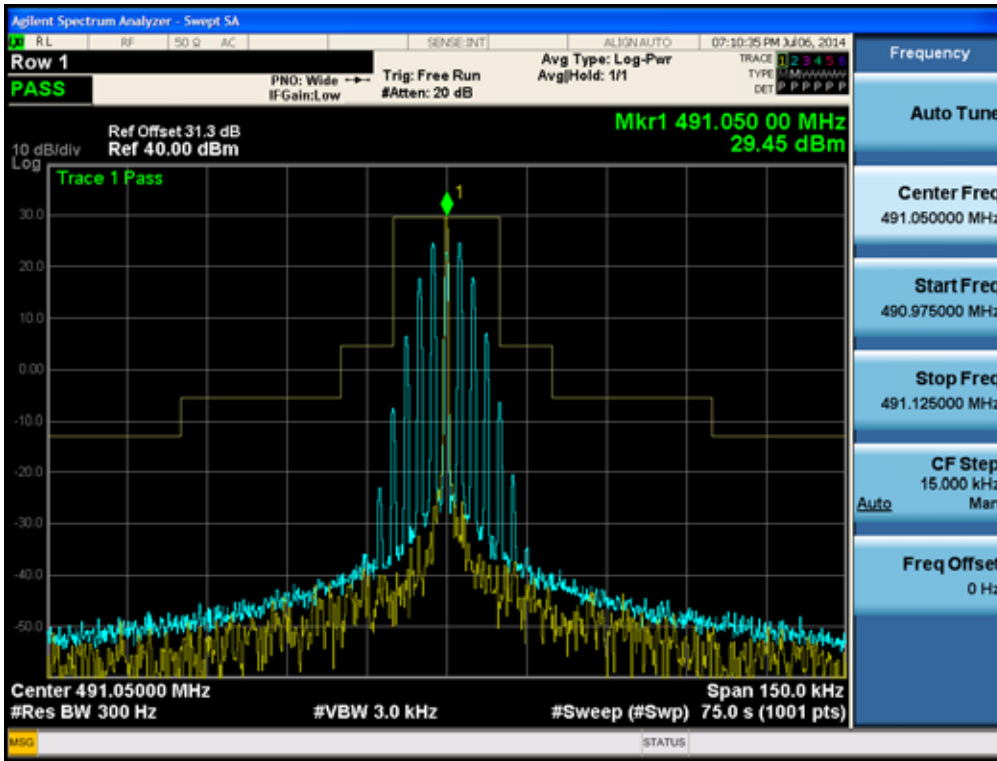 Agilent Spectrum Analyzer - Swept SA
RL RF 50 Ω AC SENSE:INT ALIGN AUTO 07:10:35 PM Jul 06, 2014
Row 1
PASS
PNO: Wide
IFGain:Low
Trig: Free Run
#Atten: 20 dB
Avg Type: Log-Pwr
Avg|Hold: 1/1
TRACE 1 2 3 4 5 6
TYPE
DET P P P P P P
Ref Offset 31.3 dB
10 dB/div Ref 40.00 dBm
Log
Mkr1 491.050 00 MHz
29.45 dBm
Trace 1 Pass
1
30.0
20.0
10.0
0.00
-10.0
-20.0
-30.0
-40.0
-50.0
Center 491.05000 MHz Span 150.0 kHz
#Res BW 300 Hz #VBW 3.0 kHz #Sweep (#Swp) 75.0 s (1001 pts)
MSG STATUS
Frequency
Auto Tune
Center Freq
491.050000 MHz
Start Freq
490.975000 MHz
Stop Freq
491.125000 MHz
CF Step
15.000 kHz
Auto Man
Freq Offset
0 Hz